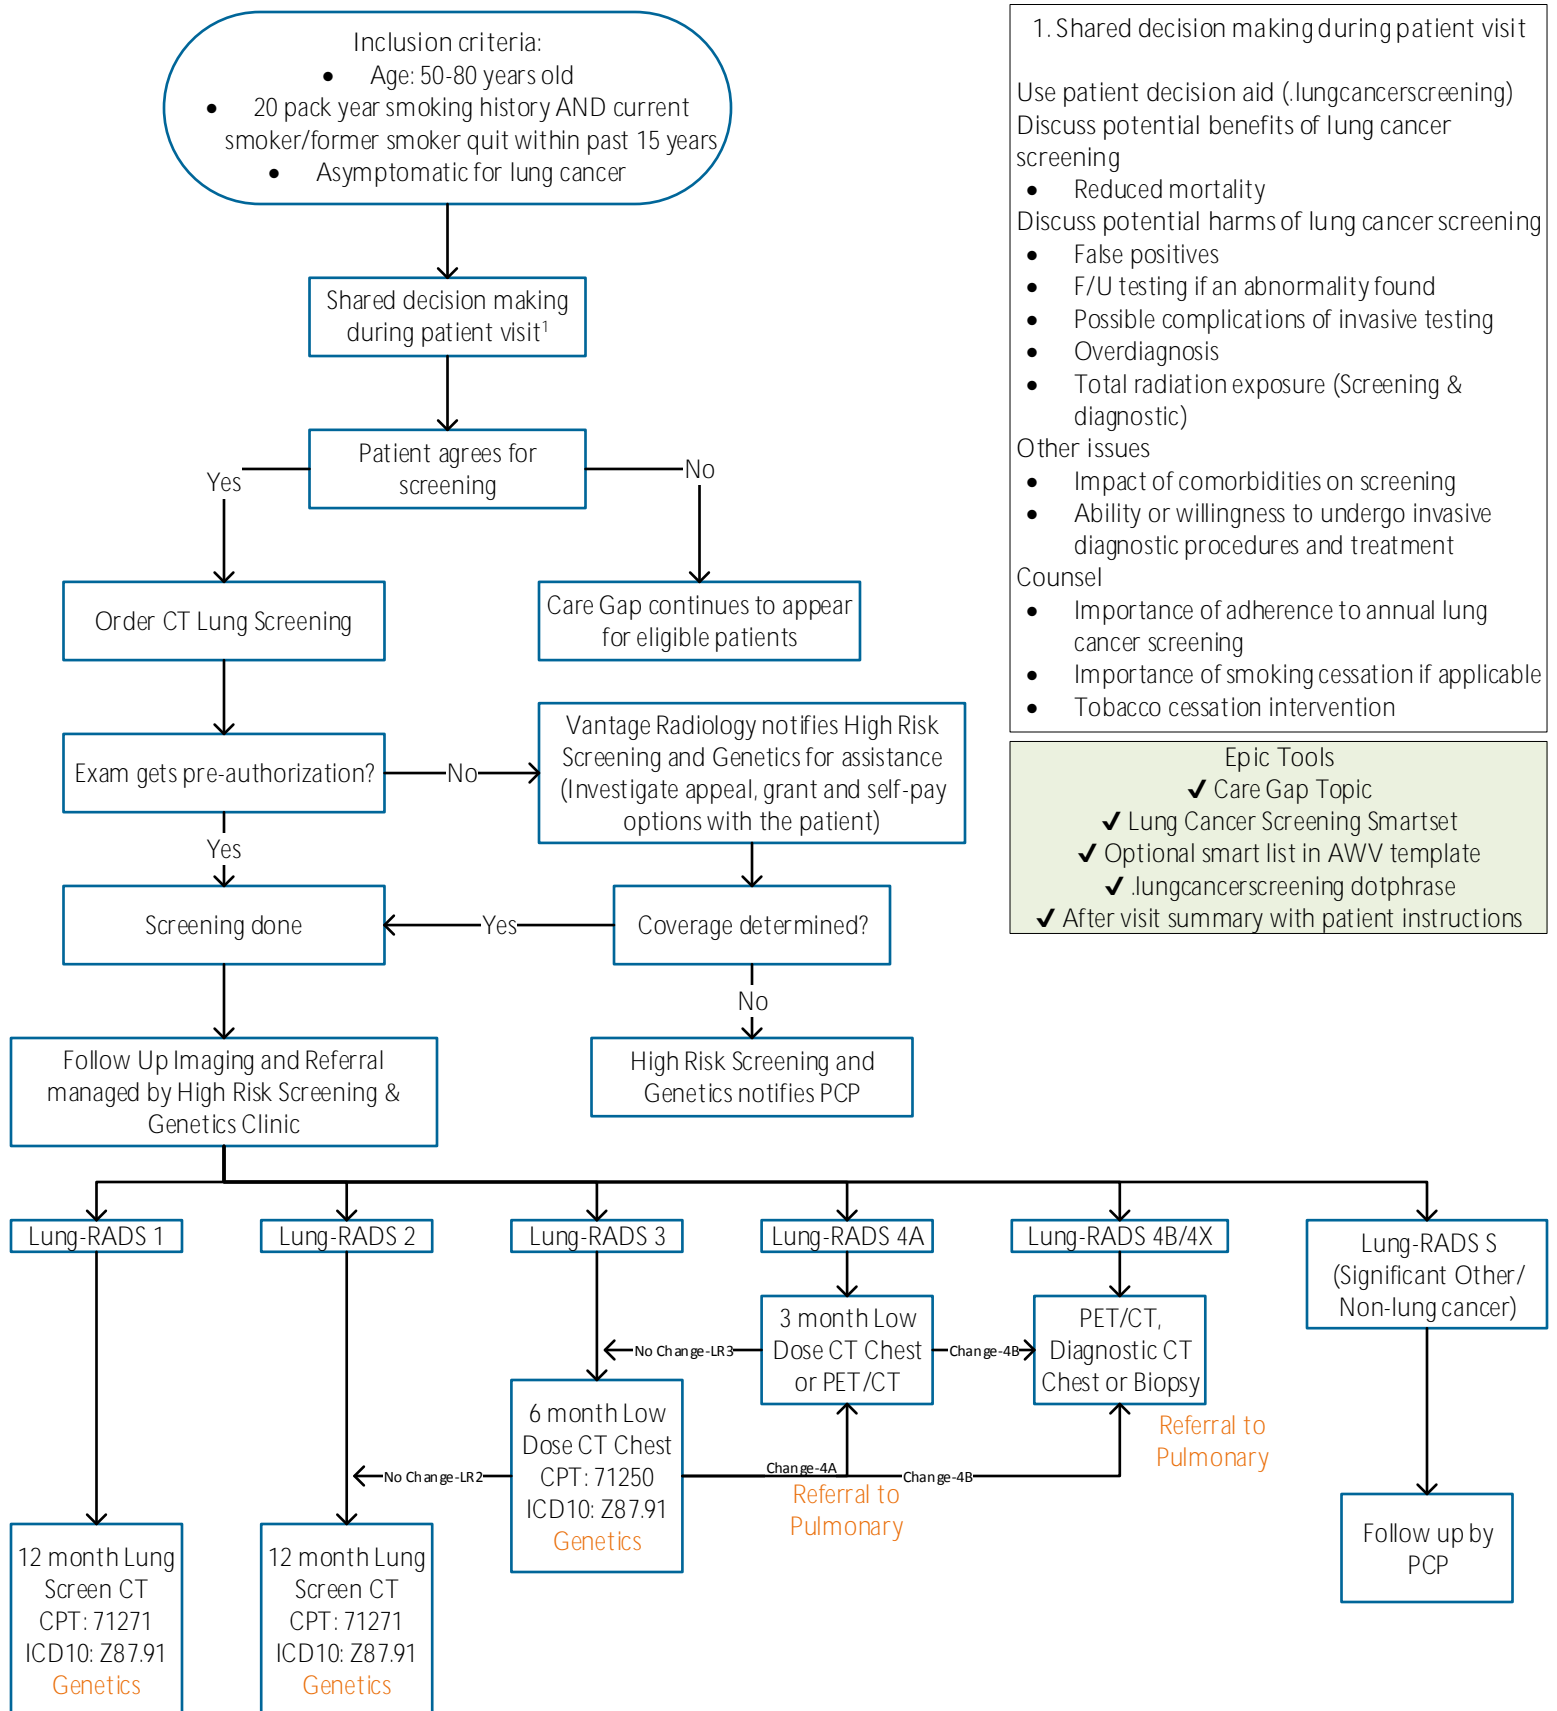 Inclusion criteria:
• Age: 50-80 years old
• 20 pack year smoking history AND current
smoker/former smoker quit within past 15 years
• Asymptomatic for lung cancer
Shared decision making
during patient visit1
Patient agrees for
screening
Yes
No
Order CT Lung Screening
Care Gap continues to appear
for eligible patients
Exam gets pre-authorization?
No
Vantage Radiology notifies High Risk
Screening and Genetics for assistance
(Investigate appeal, grant and self-pay
options with the patient)
Yes
Screening done
Yes
Coverage determined?
No
Follow Up Imaging and Referral
managed by High Risk Screening &
Genetics Clinic
High Risk Screening and
Genetics notifies PCP
1. Shared decision making during patient visit
Use patient decision aid (.lungcancerscreening)
Discuss potential benefits of lung cancer
screening
• Reduced mortality
Discuss potential harms of lung cancer screening
• False positives
• F/U testing if an abnormality found
• Possible complications of invasive testing
• Overdiagnosis
• Total radiation exposure (Screening &
diagnostic)
Other issues
• Impact of comorbidities on screening
• Ability or willingness to undergo invasive
diagnostic procedures and treatment
Counsel
• Importance of adherence to annual lung
cancer screening
• Importance of smoking cessation if applicable
• Tobacco cessation intervention
Epic Tools
✔ Care Gap Topic
✔ Lung Cancer Screening Smartset
✔ Optional smart list in AWV template
✔ .lungcancerscreening dotphrase
✔ After visit summary with patient instructions
Lung-RADS 1
Lung-RADS 2
Lung-RADS 3
Lung-RADS 4A
Lung-RADS 4B/4X
Lung-RADS S
(Significant Other/
Non-lung cancer)
3 month Low
Dose CT Chest
or PET/CT
No Change-LR3
Change-4B
PET/CT,
Diagnostic CT
Chest or Biopsy
Referral to
Pulmonary
6 month Low
Dose CT Chest
CPT: 71250
ICD10: Z87.91
Genetics
No Change-LR2
Change-4A
Change-4B
Referral to
Pulmonary
12 month Lung
Screen CT
CPT: 71271
ICD10: Z87.91
Genetics
12 month Lung
Screen CT
CPT: 71271
ICD10: Z87.91
Genetics
Follow up by
PCP